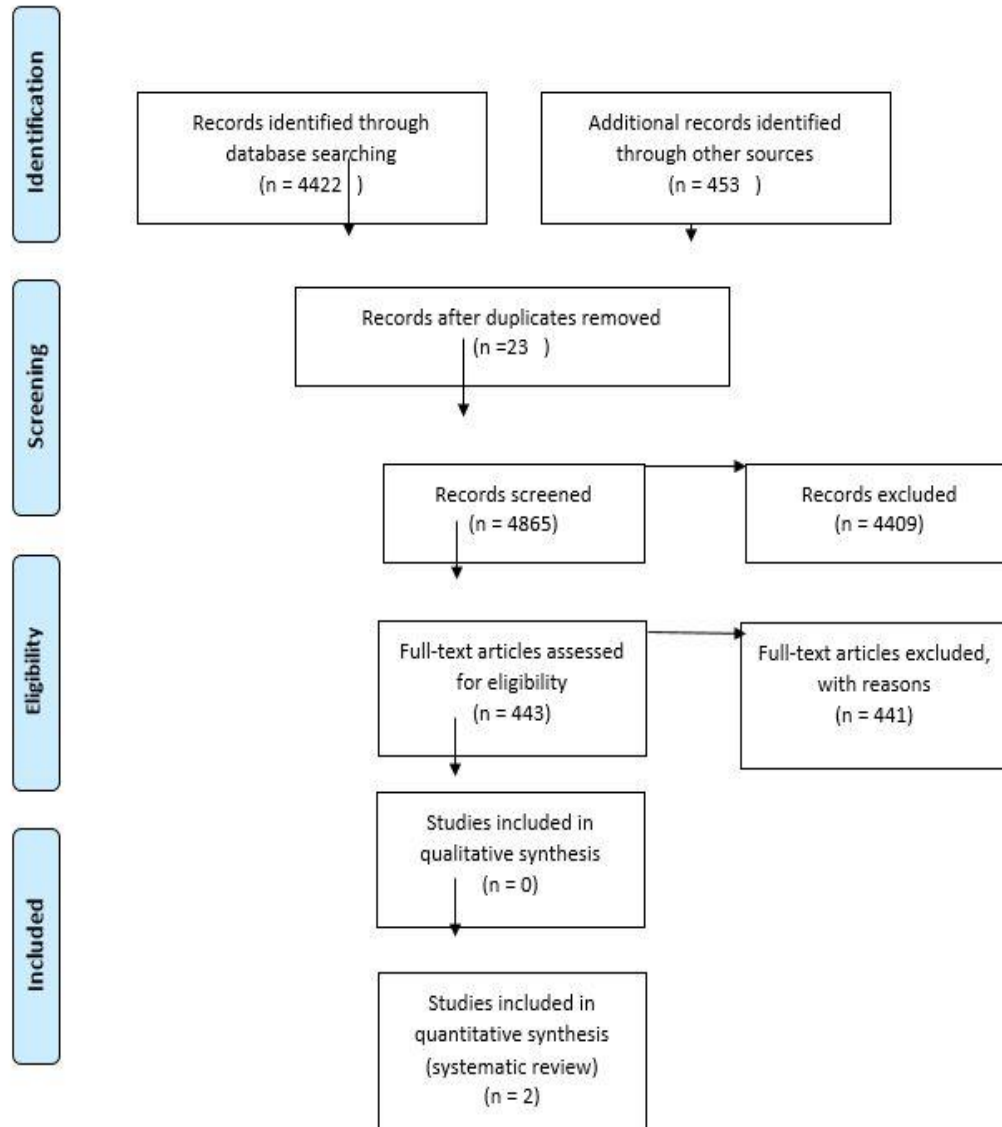 Identification
Records identified through
database searching
(n = 4422 )
Additional records identified
through other sources
(n = 453 )
Screening
Records after duplicates removed
(n =23 )
Records screened
(n = 4865)
Records excluded
(n = 4409)
Eligibility
Full-text articles assessed
for eligibility
(n = 443)
Full-text articles excluded,
with reasons
(n = 441)
Included
Studies included in
qualitative synthesis
(n = 0)
Studies included in
quantitative synthesis
(systematic review)
(n = 2)